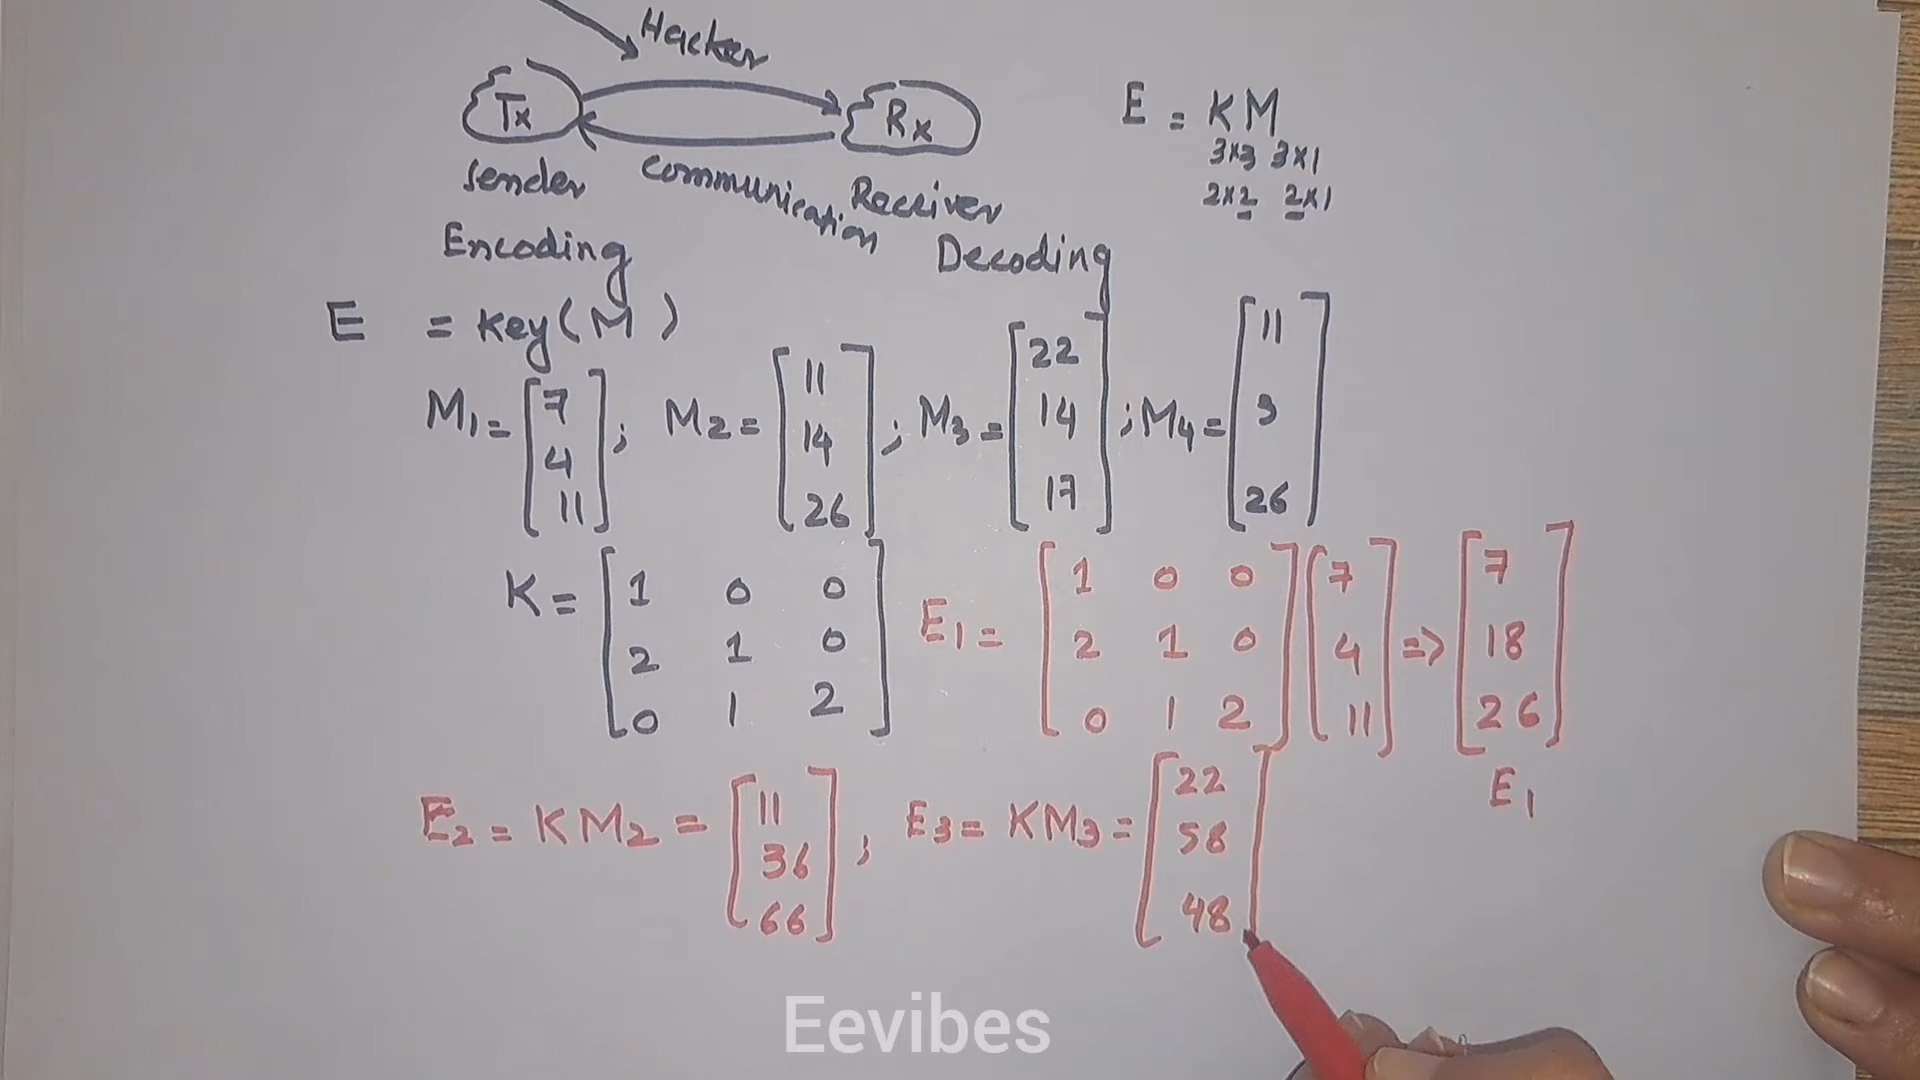 Hacker
Tx Rx
sender communication Receiver
Encoding Decoding
E = KM
3x3 3x1
2x2 2x1
E = Key(M)
M1 = [7 4 11]; M2 = [11 14 26]; M3 = [22 14 17]; M4 = [11 3 26]
K = [1 0 0
2 1 0
0 1 2]
E1 = [1 0 0
2 1 0
0 1 2] [7 4 11] => [7 18 26]
E1
E2 = KM2 = [11 36 66]; E3 = KM3 = [22 58 48]
Eevibes